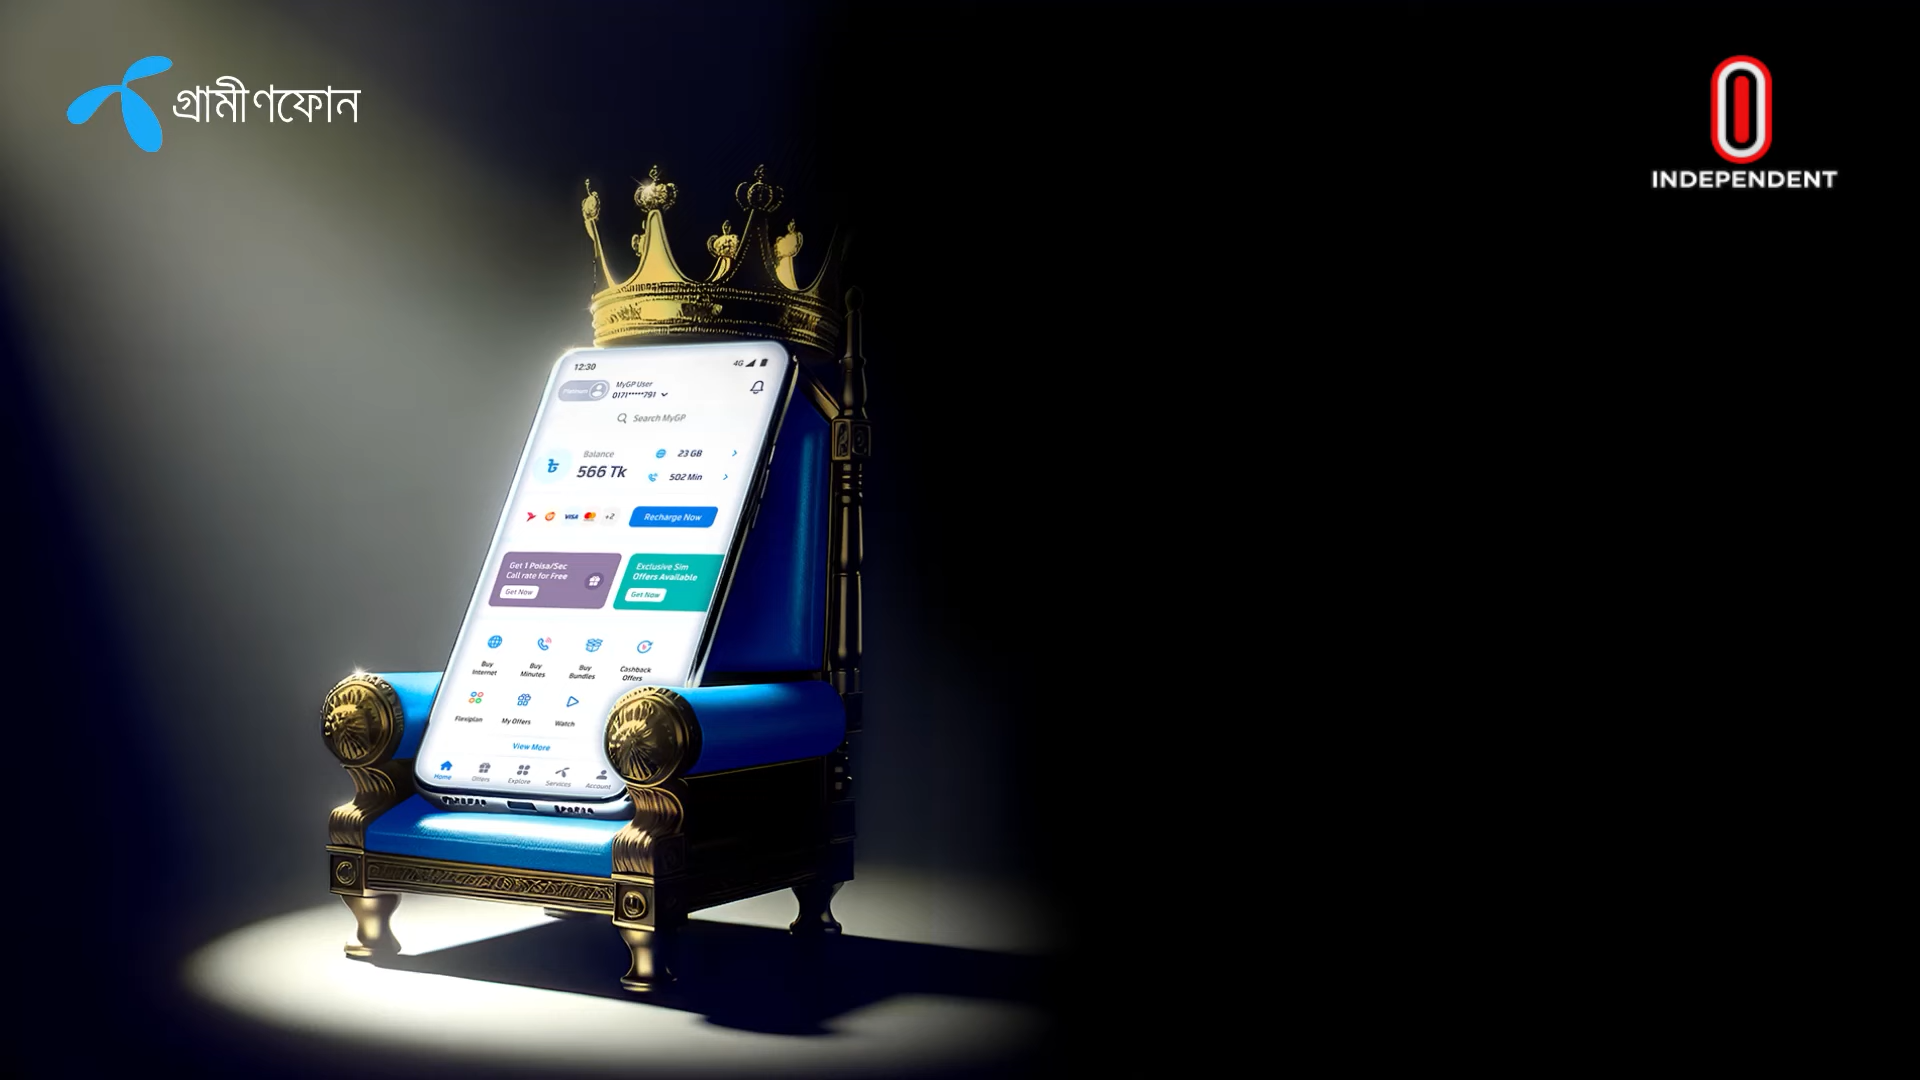 গ্রামীণফোন
INDEPENDENT
12:30
4G
Platinum
MyGP User
0171*****791
Search MyGP
Balance
566 Tk
23 GB
502 Min
VISA
+2
Recharge Now
Get 1 Poisa/Sec
Call rate for Free
Get Now
Exclusive Sim
Offers Available
Get Now
Buy Internet
Buy Minutes
Buy Bundles
Cashback Offers
Flexiplan
My Offers
Watch
View More
Home
Offers
Explore
Services
Account